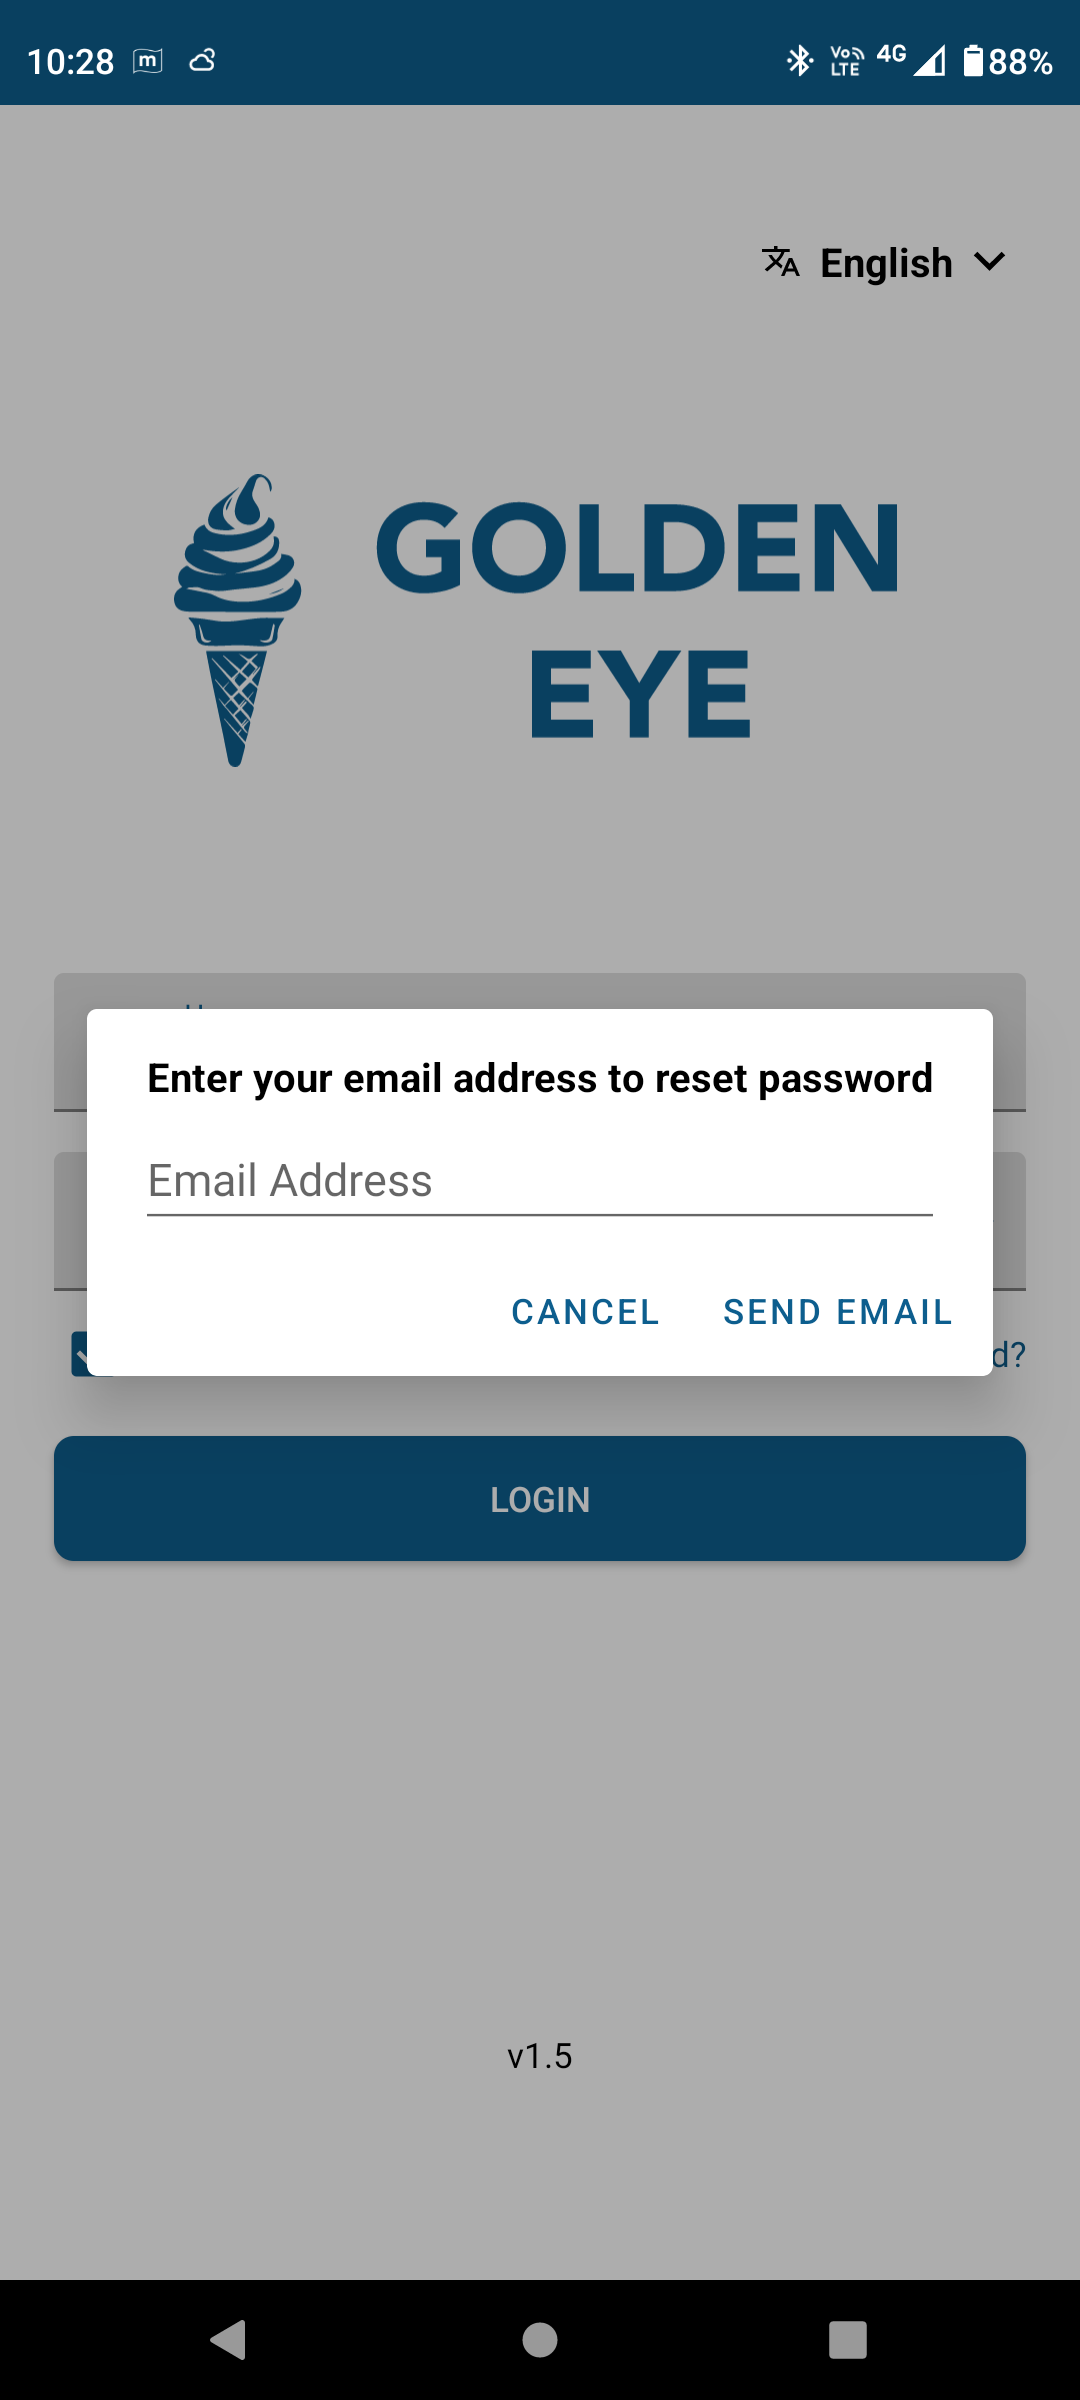 10:28 m VoLTE 4G 88%
English
GOLDEN
EYE
Enter your email address to reset password
Email Address
CANCEL SEND EMAIL
d?
LOGIN
v1.5